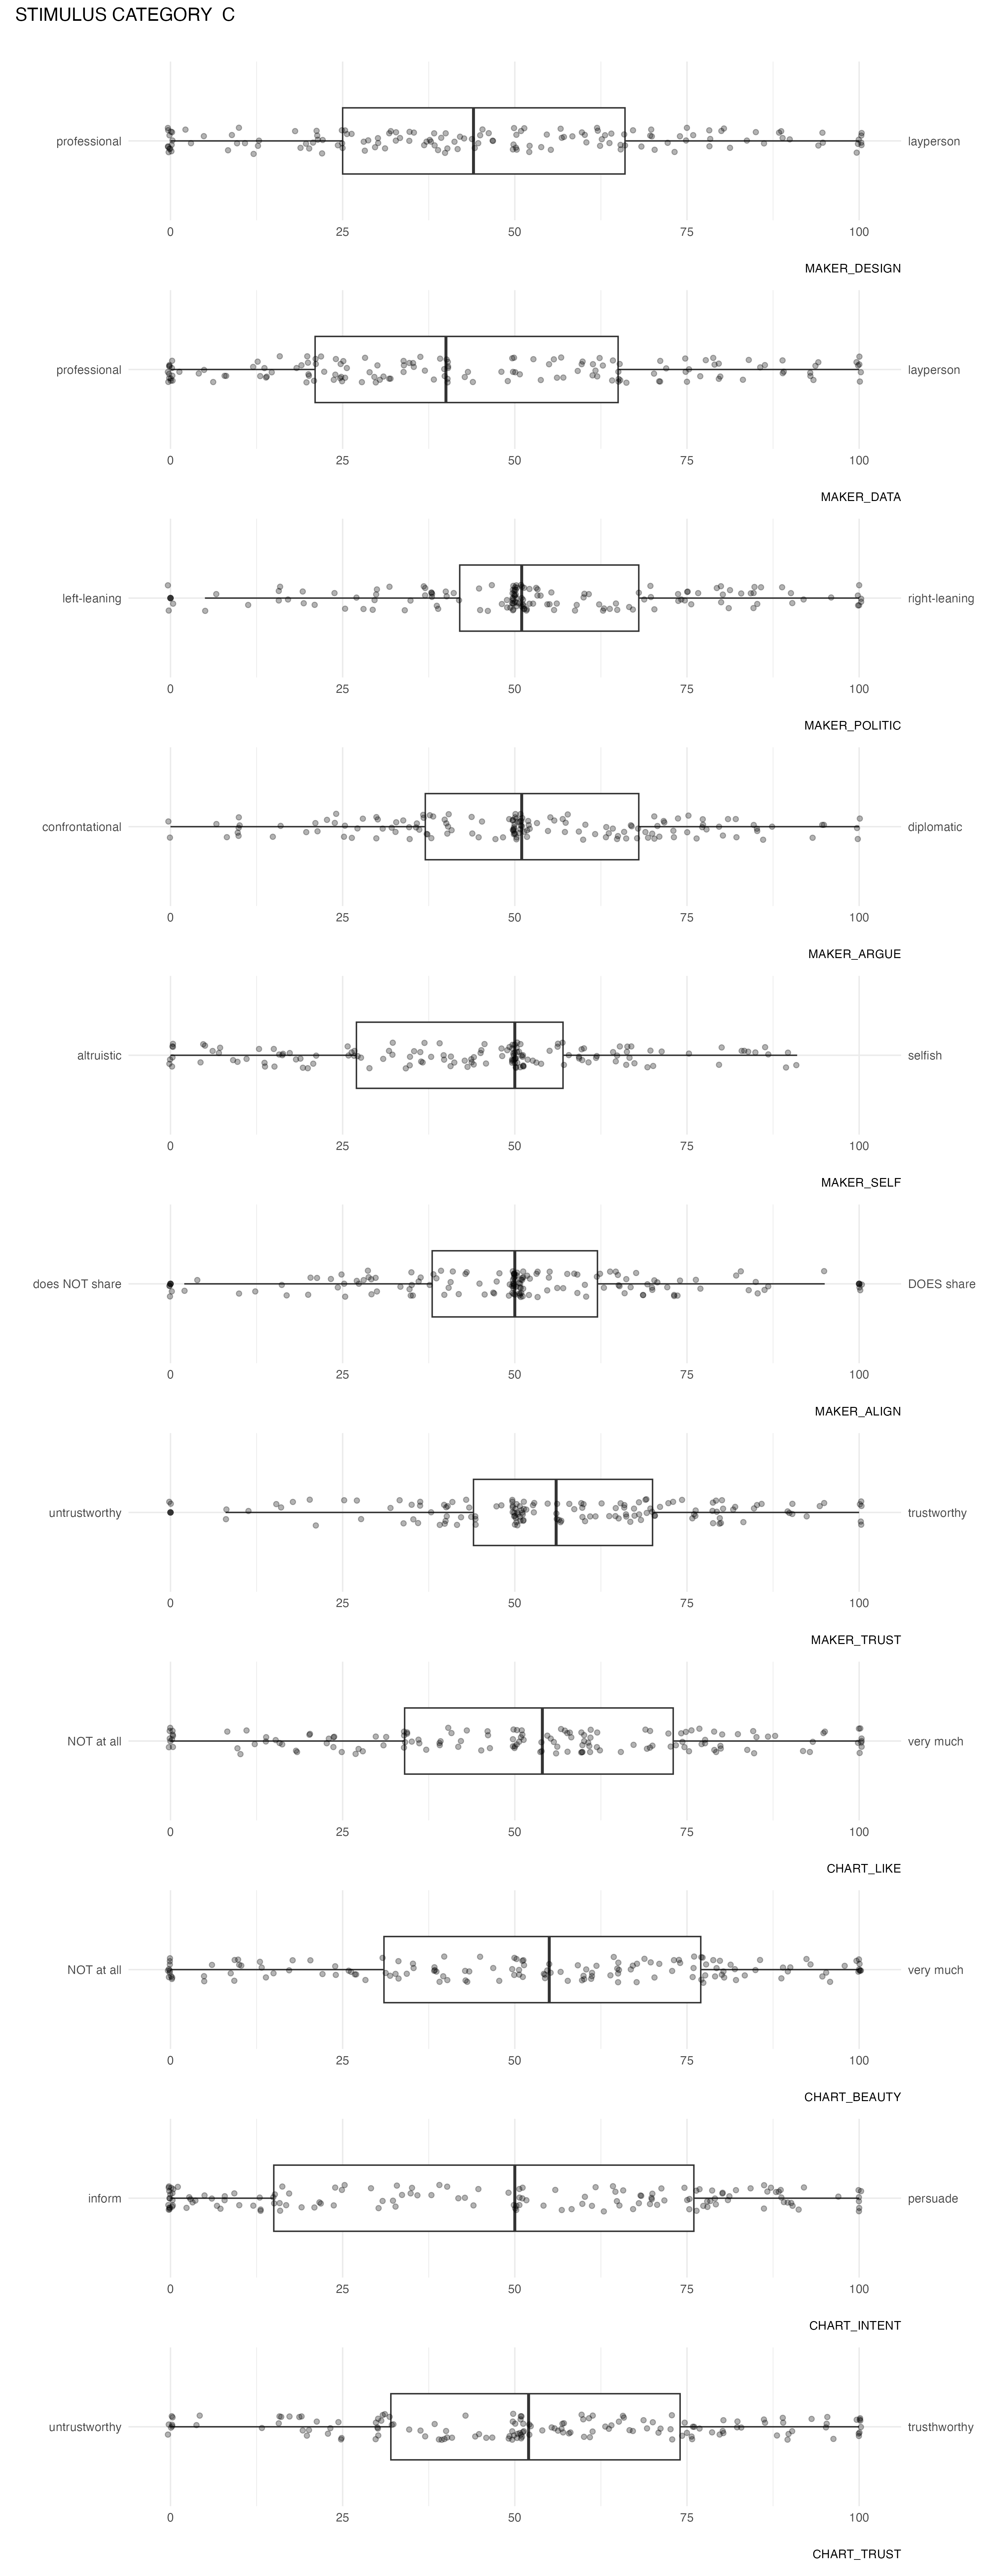 STIMULUS CATEGORY  C
professional layperson
0 25 50 75 100
MAKER_DESIGN
professional layperson
0 25 50 75 100
MAKER_DATA
left-leaning right-leaning
0 25 50 75 100
MAKER_POLITIC
confrontational diplomatic
0 25 50 75 100
MAKER_ARGUE
altruistic selfish
0 25 50 75 100
MAKER_SELF
does NOT share DOES share
0 25 50 75 100
MAKER_ALIGN
untrustworthy trustworthy
0 25 50 75 100
MAKER_TRUST
NOT at all very much
0 25 50 75 100
CHART_LIKE
NOT at all very much
0 25 50 75 100
CHART_BEAUTY
inform persuade
0 25 50 75 100
CHART_INTENT
untrustworthy trusthworthy
0 25 50 75 100
CHART_TRUST